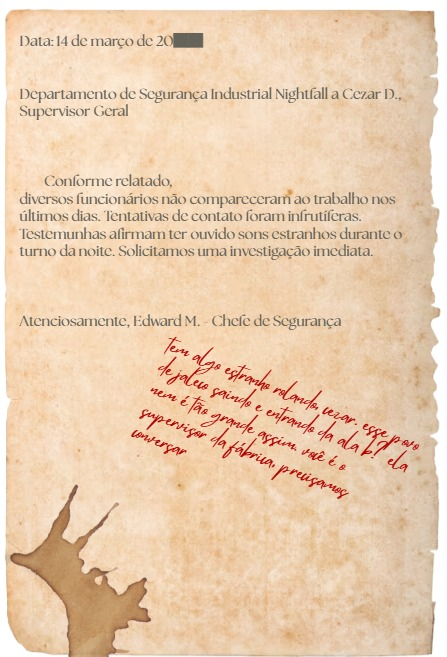 Data: 14 de março de 20
Departamento de Segurança Industrial Nightfall a Cezar D.,
Supervisor Geral
Conforme relatado,
diversos funcionários não compareceram ao trabalho nos
últimos dias. Tentativas de contato foram infrutíferas.
Testemunhas afirmam ter ouvido sons estranhos durante o
turno da noite. Solicitamos uma investigação imediata.
Atenciosamente, Edward M. - Chefe de Segurança
tem algo estranho rolando, cezar. esse povo
de jaleco saindo e entrando da ala b? ela
nem é tão grande assim. você é o
supervisor da fábrica, precisamos
conversar